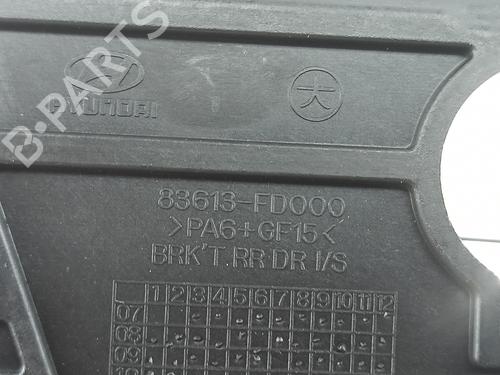 B-PARTS
HYUNDAI
大
83613-FD000
>PA6+GF15<
BRK'T.RR DR I/S
1 2 3 4 5 6 7 8 9 10 11 12
07
08
09